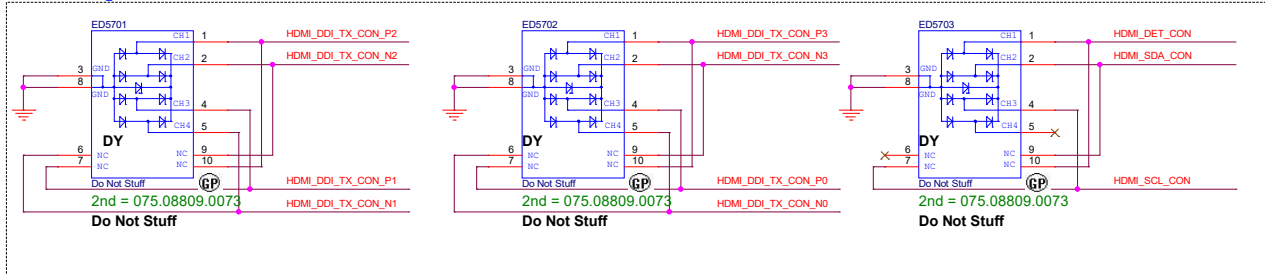 ED5701
CH1 1 HDMI_DDI_TX_CON_P2
CH2 2 HDMI_DDI_TX_CON_N2
3 GND
8 GND
CH3 4
CH4 5
DY
6 NC NC 9
7 NC NC 10
Do Not Stuff GP HDMI_DDI_TX_CON_P1
2nd = 075.08809.0073
HDMI_DDI_TX_CON_N1
Do Not Stuff
ED5702
CH1 1 HDMI_DDI_TX_CON_P3
CH2 2 HDMI_DDI_TX_CON_N3
3 GND
8 GND
CH3 4
CH4 5
DY
6 NC NC 9
7 NC NC 10
Do Not Stuff GP HDMI_DDI_TX_CON_P0
2nd = 075.08809.0073
HDMI_DDI_TX_CON_N0
Do Not Stuff
ED5703
CH1 1 HDMI_DET_CON
CH2 2 HDMI_SDA_CON
3 GND
8 GND
CH3 4
CH4 5
DY
6 NC NC 9
7 NC NC 10
Do Not Stuff GP HDMI_SCL_CON
2nd = 075.08809.0073
Do Not Stuff